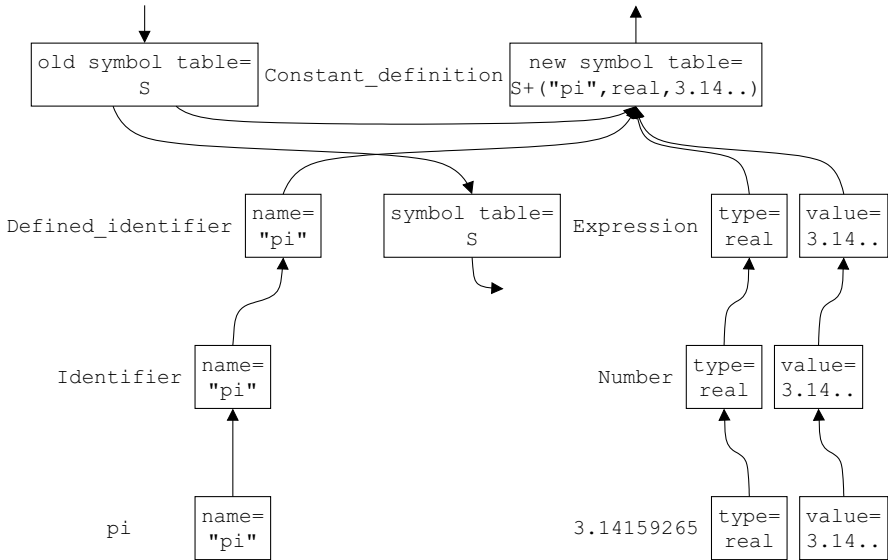 old symbol table=
S
Constant_definition
new symbol table=
S+("pi",real,3.14..)
Defined_identifier
name=
"pi"
symbol table=
S
Expression
type=
real
value=
3.14..
Identifier
name=
"pi"
Number
type=
real
value=
3.14..
pi
name=
"pi"
3.14159265
type=
real
value=
3.14..